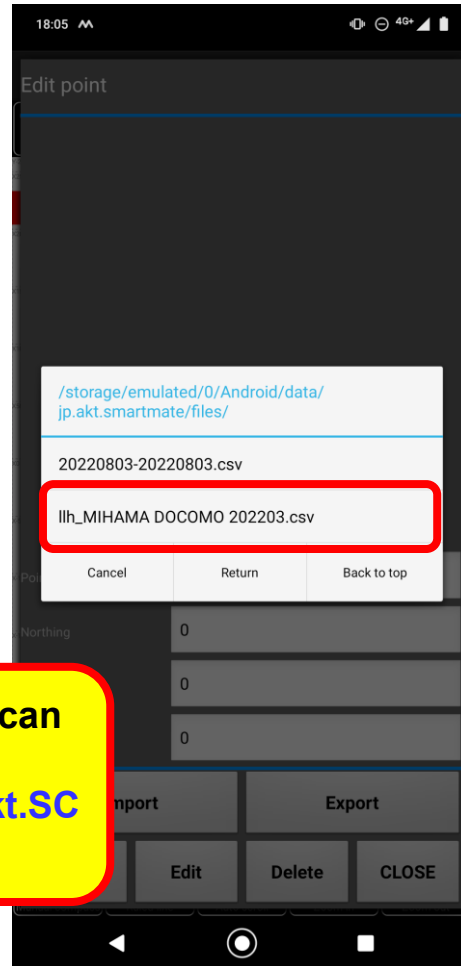 18:05
4G+
Edit point
/storage/emulated/0/Android/data/
jp.akt.smartmate/files/
20220803-20220803.csv
llh_MIHAMA DOCOMO 202203.csv
Cancel Return Back to top
Northing 0
0
0
can
kt.SC
Export
Edit Delete CLOSE